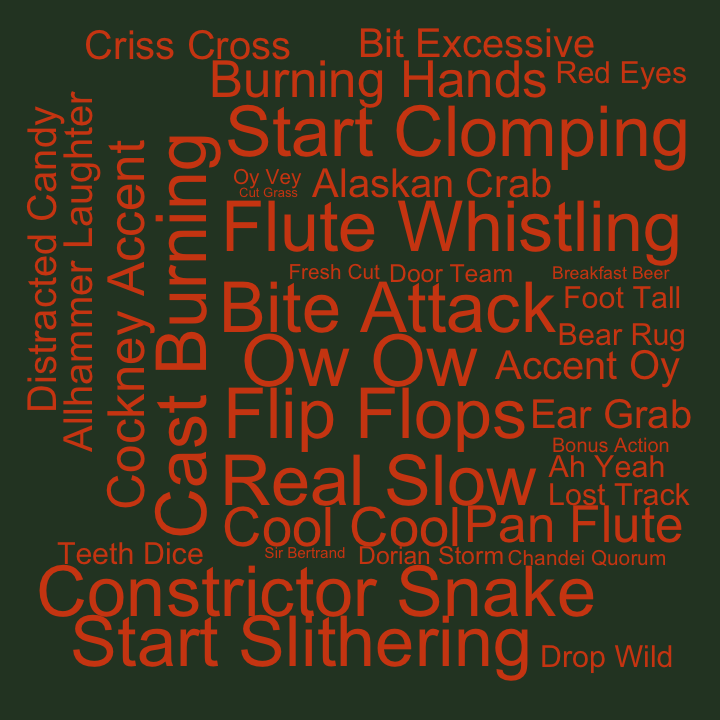 Criss Cross
Bit Excessive
Burning Hands
Red Eyes
Start Clomping
Distracted Candy
Allhammer Laughter
Cockney Accent
Cast Burning
Oy Vey
Cut Grass
Alaskan Crab
Flute Whistling
Fresh Cut
Door Team
Breakfast Beer
Bite Attack
Foot Tall
Bear Rug
Ow Ow
Accent Oy
Flip Flops
Ear Grab
Bonus Action
Real Slow
Ah Yeah
Lost Track
Cool Cool
Pan Flute
Teeth Dice
Sir Bertrand
Dorian Storm
Chandei Quorum
Constrictor Snake
Start Slithering
Drop Wild